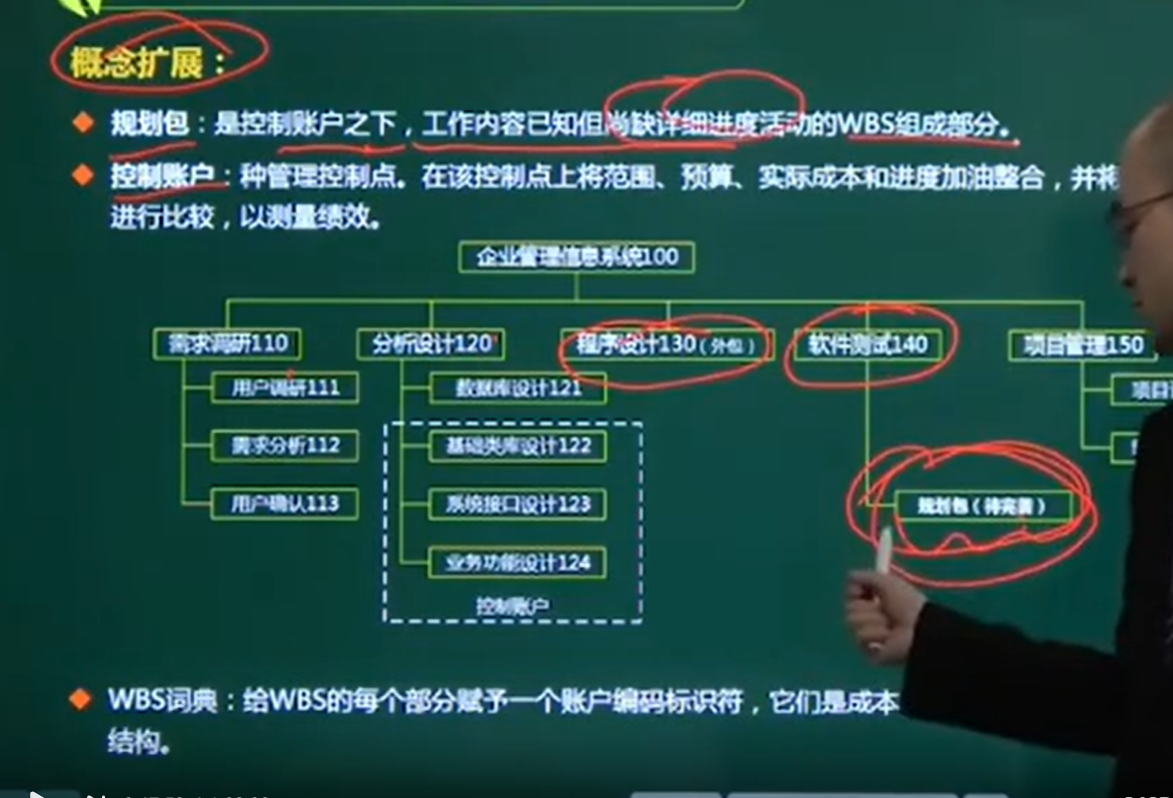 概念扩展：
规划包：是控制账户之下，工作内容已知但尚缺详细进度活动的WBS组成部分。
控制账户：种管理控制点。在该控制点上将范围、预算、实际成本和进度加油整合，并将
进行比较，以测量绩效。
企业管理信息系统100
需求调研110 分析设计120 程序设计130（外包） 软件测试140 项目管理150
用户调研111 数据库设计121 项目
需求分析112 基础类库设计122
用户确认113 系统接口设计123 规划包（待完善）
业务功能设计124
控制账户
WBS词典：给WBS的每个部分赋予一个账户编码标识符，它们是成本
结构。